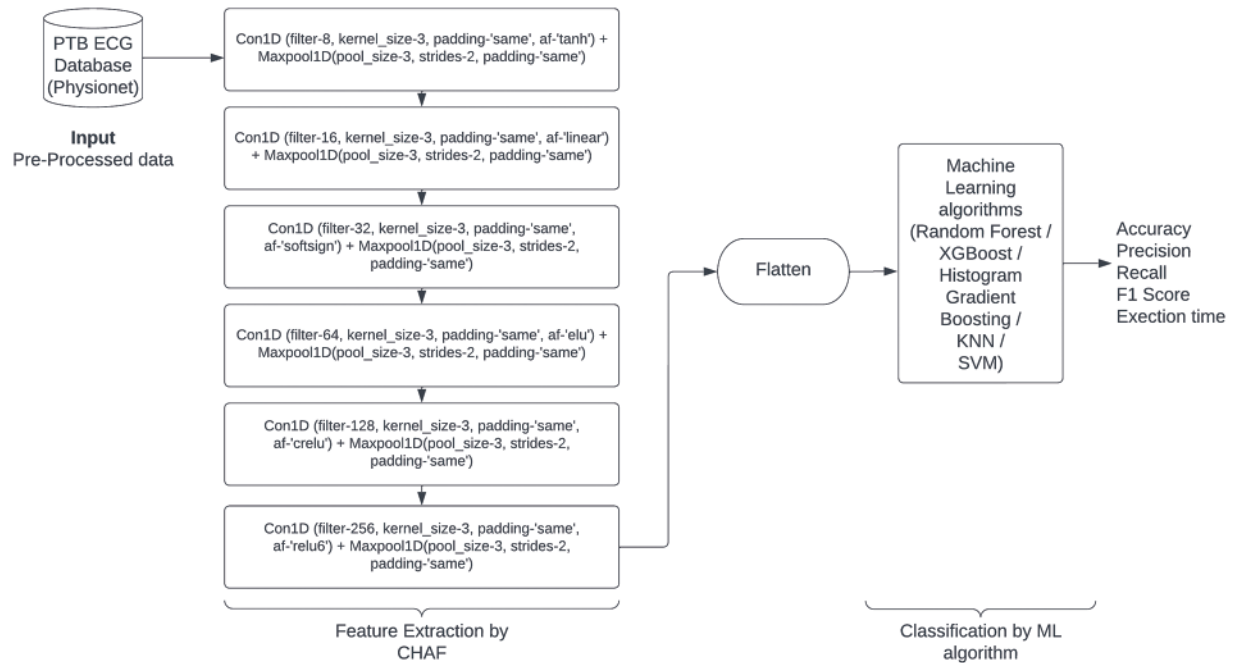 PTB ECG
Database
(Physionet)
Input
Pre-Processed data
Con1D (filter-8, kernel_size-3, padding-'same', af-'tanh') +
Maxpool1D(pool_size-3, strides-2, padding-'same')
Con1D (filter-16, kernel_size-3, padding-'same', af-'linear')
+ Maxpool1D(pool_size-3, strides-2, padding-'same')
Con1D (filter-32, kernel_size-3, padding-'same',
af-'softsign') + Maxpool1D(pool_size-3, strides-2,
padding-'same')
Con1D (filter-64, kernel_size-3, padding-'same', af-'elu') +
Maxpool1D(pool_size-3, strides-2, padding-'same')
Con1D (filter-128, kernel_size-3, padding-'same',
af-'crelu') + Maxpool1D(pool_size-3, strides-2,
padding-'same')
Con1D (filter-256, kernel_size-3, padding-'same',
af-'relu6') + Maxpool1D(pool_size-3, strides-2,
padding-'same')
Feature Extraction by
CHAF
Flatten
Machine
Learning
algorithms
(Random Forest /
XGBoost /
Histogram
Gradient
Boosting /
KNN /
SVM)
Classification by ML
algorithm
Accuracy
Precision
Recall
F1 Score
Exection time